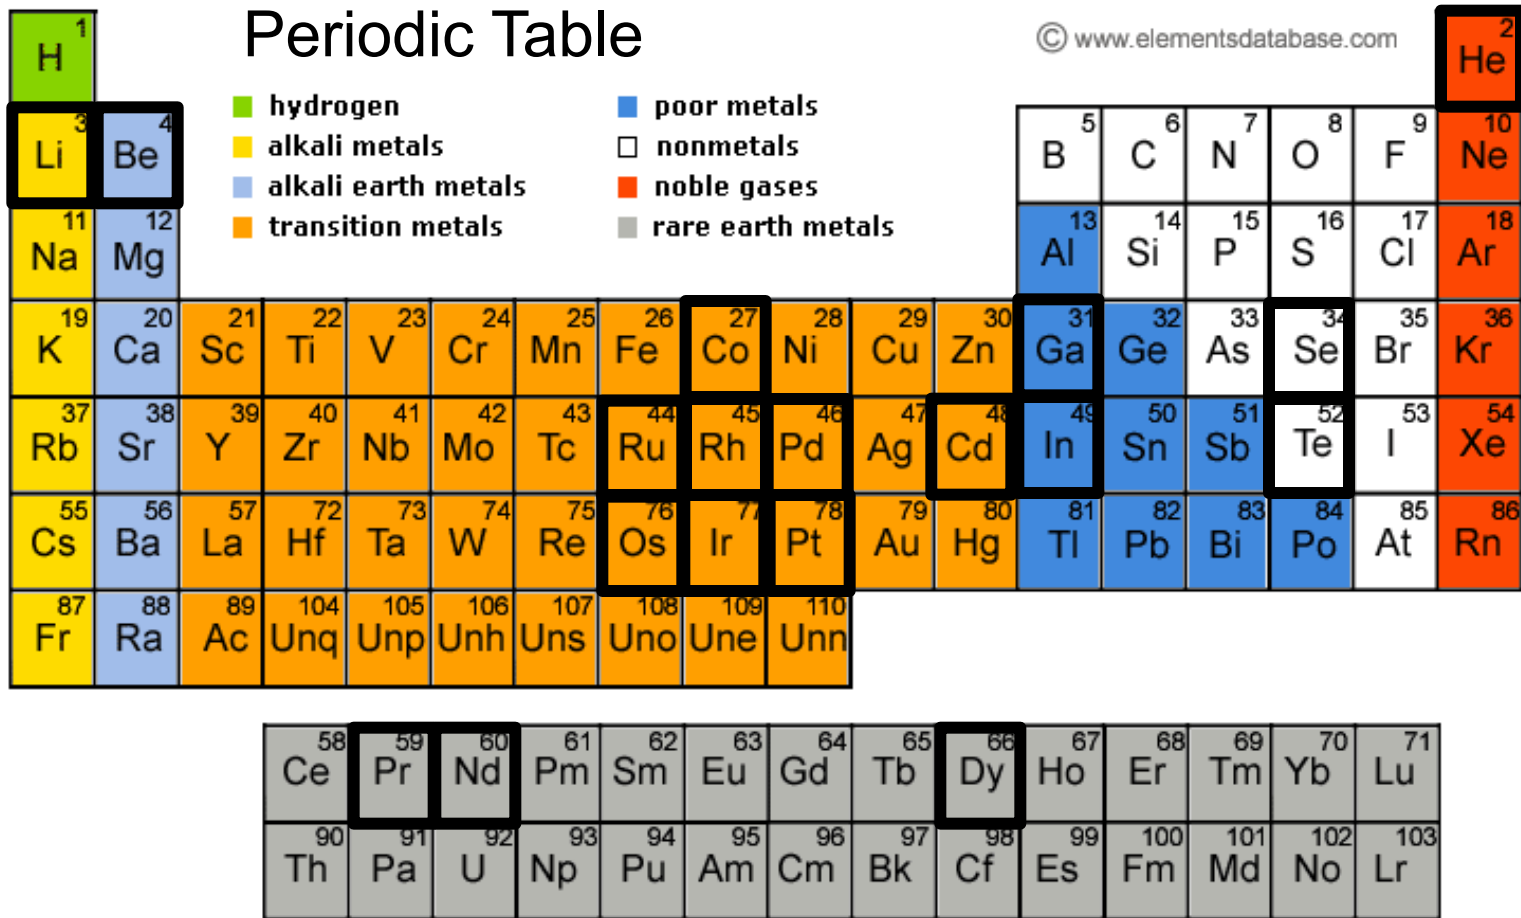 Periodic Table
© www.elementsdatabase.com
hydrogen
alkali metals
alkali earth metals
transition metals
poor metals
nonmetals
noble gases
rare earth metals
1 H 2 He
3 Li 4 Be 5 B 6 C 7 N 8 O 9 F 10 Ne
11 Na 12 Mg 13 Al 14 Si 15 P 16 S 17 Cl 18 Ar
19 K 20 Ca 21 Sc 22 Ti 23 V 24 Cr 25 Mn 26 Fe 27 Co 28 Ni 29 Cu 30 Zn 31 Ga 32 Ge 33 As 34 Se 35 Br 36 Kr
37 Rb 38 Sr 39 Y 40 Zr 41 Nb 42 Mo 43 Tc 44 Ru 45 Rh 46 Pd 47 Ag 48 Cd 49 In 50 Sn 51 Sb 52 Te 53 I 54 Xe
55 Cs 56 Ba 57 La 72 Hf 73 Ta 74 W 75 Re 76 Os 77 Ir 78 Pt 79 Au 80 Hg 81 Tl 82 Pb 83 Bi 84 Po 85 At 86 Rn
87 Fr 88 Ra 89 Ac 104 Unq 105 Unp 106 Unh 107 Uns 108 Uno 109 Une 110 Unn
58 Ce 59 Pr 60 Nd 61 Pm 62 Sm 63 Eu 64 Gd 65 Tb 66 Dy 67 Ho 68 Er 69 Tm 70 Yb 71 Lu
90 Th 91 Pa 92 U 93 Np 94 Pu 95 Am 96 Cm 97 Bk 98 Cf 99 Es 100 Fm 101 Md 102 No 103 Lr